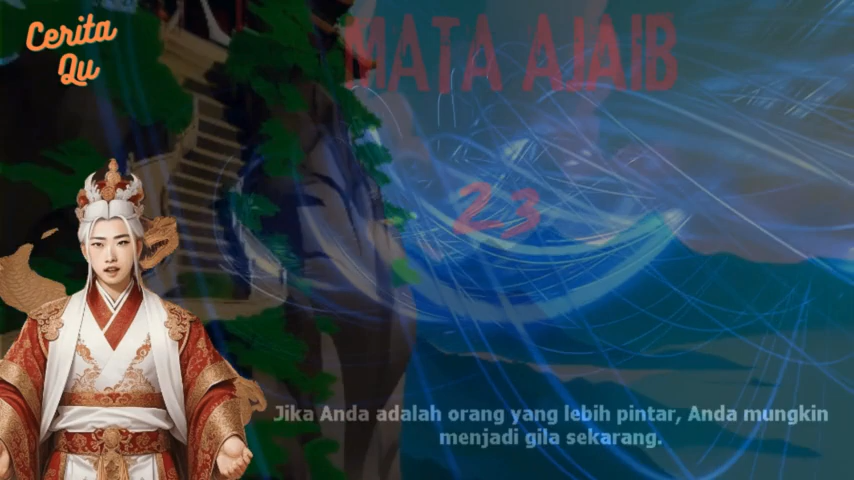 Cerita
Qu
MATA AJAIB
23
Jika Anda adalah orang yang lebih pintar, Anda mungkin
menjadi gila sekarang.